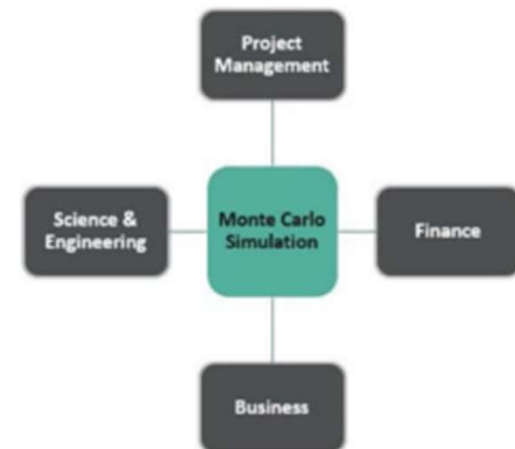 Project
Management
Science &
Engineering
Monte Carlo
Simulation
Finance
Business